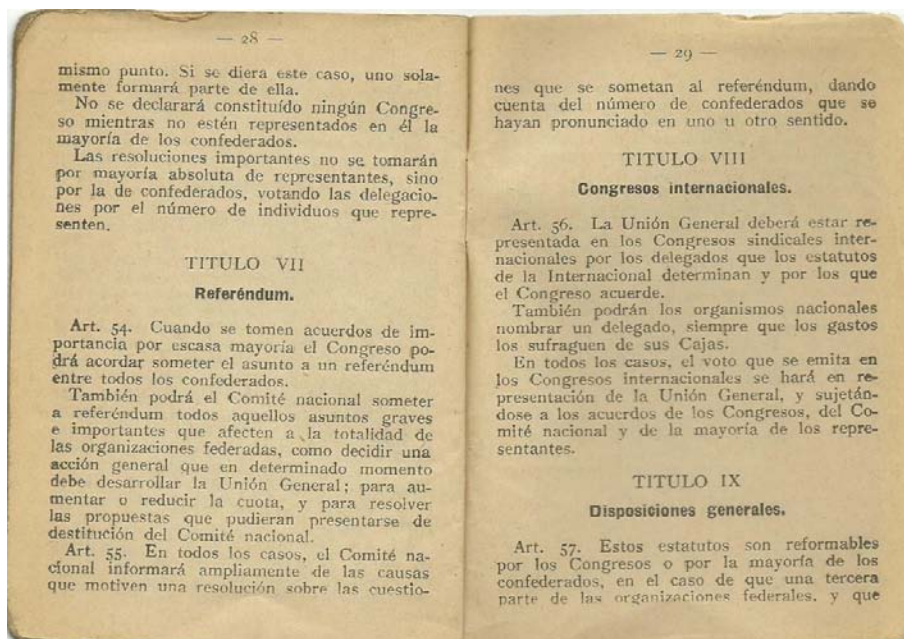 — 28 —
mismo punto. Si se diera este caso, uno sola-
mente formará parte de ella.
No se declarará constituído ningún Congre-
so mientras no estén representados en él la
mayoría de los confederados.
Las resoluciones importantes no se tomarán
por mayoría absoluta de representantes, sino
por la de confederados, votando las delegacio-
nes por el número de individuos que repre-
senten.
TITULO VII
Referéndum.
Art. 54. Cuando se tomen acuerdos de im-
portancia por escasa mayoría el Congreso po-
drá acordar someter el asunto a un referéndum
entre todos los confederados.
También podrá el Comité nacional someter
a referéndum todos aquellos asuntos graves
e importantes que afecten a la totalidad de
las organizaciones federadas, como decidir una
acción general que en determinado momento
debe desarrollar la Unión General; para au-
mentar o reducir la cuota, y para resolver
las propuestas que pudieran presentarse de
destitución del Comité nacional.
Art. 55. En todos los casos, el Comité na-
cional informará ampliamente de las causas
que motiven una resolución sobre las cuestio-
— 29 —
nes que se sometan al referéndum, dando
cuenta del número de confederados que se
hayan pronunciado en uno u otro sentido.
TITULO VIII
Congresos internacionales.
Art. 56. La Unión General deberá estar re-
presentada en los Congresos sindicales inter-
nacionales por los delegados que los estatutos
de la Internacional determinan y por los que
el Congreso acuerde.
También podrán los organismos nacionales
nombrar un delegado, siempre que los gastos
los sufraguen de sus Cajas.
En todos los casos, el voto que se emita en
los Congresos internacionales se hará en re-
presentación de la Unión General, y sujetán-
dose a los acuerdos de los Congresos, del Co-
mité nacional y de la mayoría de los repre-
sentantes.
TITULO IX
Disposiciones generales.
Art. 57. Estos estatutos son reformables
por los Congresos o por la mayoría de los
confederados, en el caso de que una tercera
parte de las organizaciones federales, y que